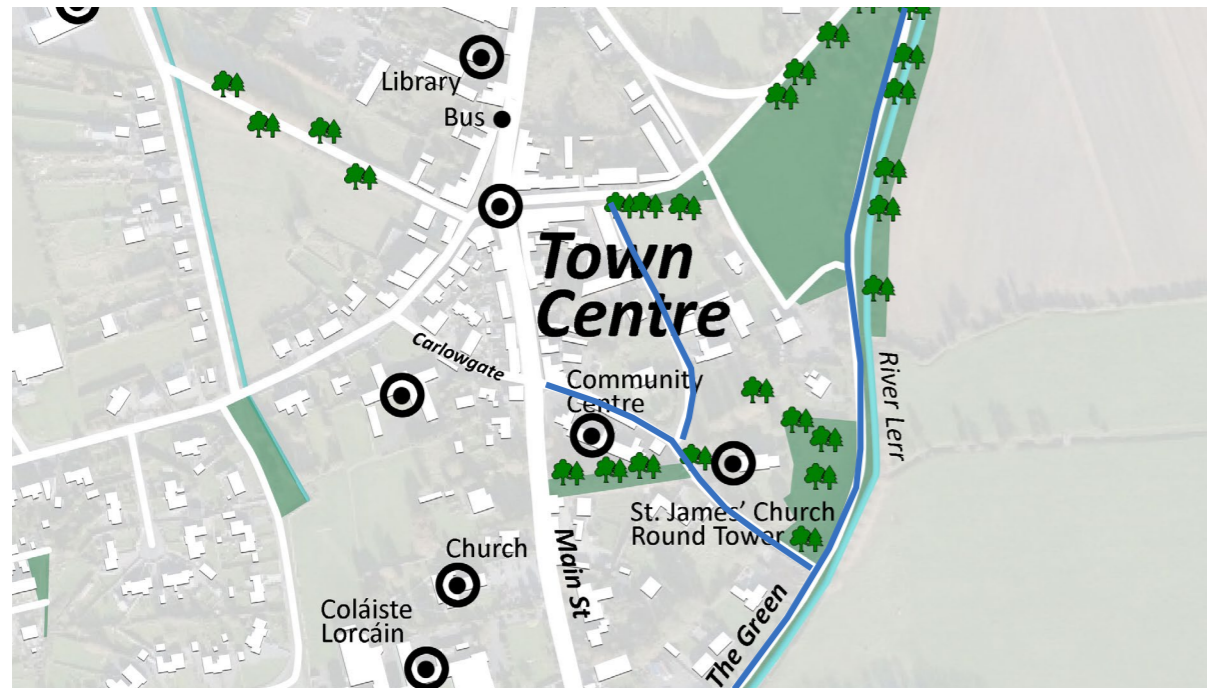 Library
Bus
Town
Centre
Carlowgate
Community
Centre
River Lerr
St. James’ Church
Round Tower
Church
Main St
Coláiste
Lorcáin
The Green